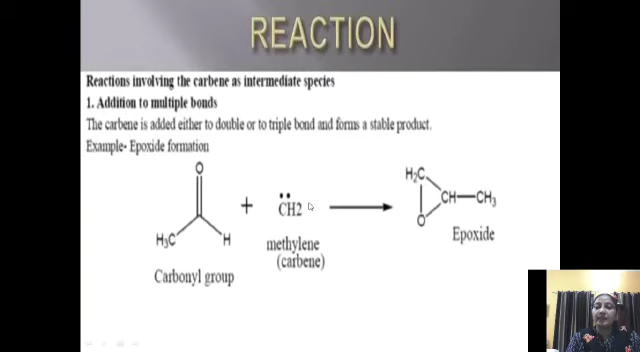 REACTION
Reactions involving the carbene as intermediate species
1. Addition to multiple bonds
The carbene is added either to double or to triple bond and forms a stable product.
Example- Epoxide formation
O
H₃C
H
Carbonyl group
+
CH2
methylene
(carbene)
H₂C
CH—CH₃
O
Epoxide